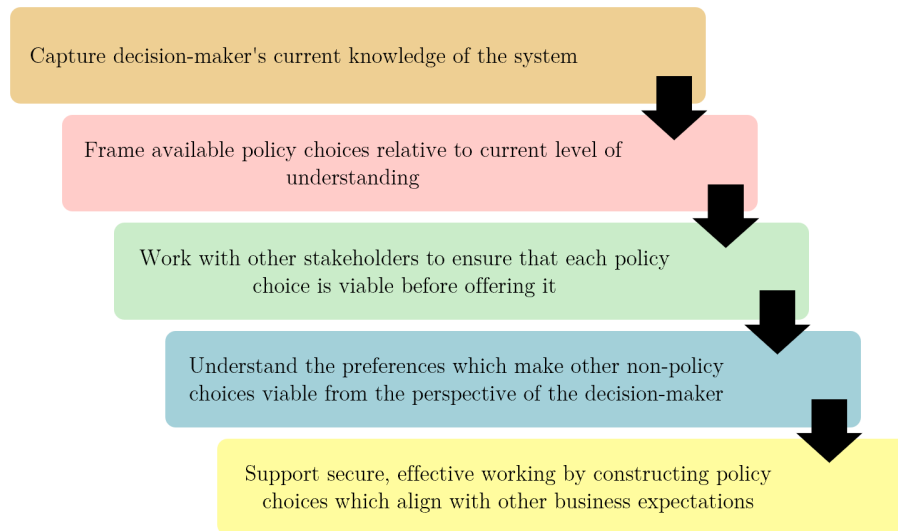 Capture decision-maker's current knowledge of the system
Frame available policy choices relative to current level of
understanding
Work with other stakeholders to ensure that each policy
choice is viable before offering it
Understand the preferences which make other non-policy
choices viable from the perspective of the decision-maker
Support secure, effective working by constructing policy
choices which align with other business expectations